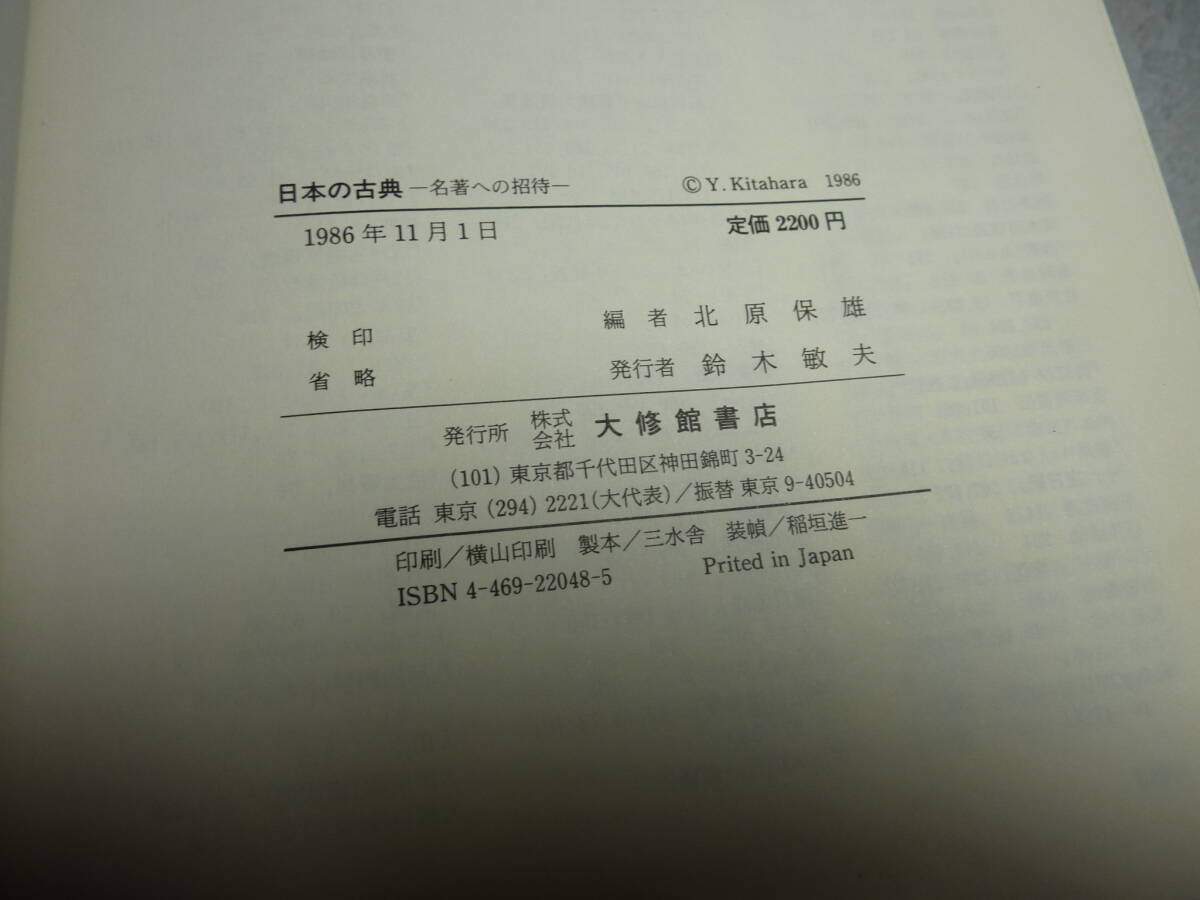 日本の古典 ―名著への招待― © Y. Kitahara 1986
1986年11月1日 定価2200円
編者 北原保雄
検印
発行者 鈴木敏夫
省略
発行所 株式会社 大修館書店
(101) 東京都千代田区神田錦町 3-24
電話 東京 (294) 2221(大代表)/振替 東京 9-40504
印刷/横山印刷 製本/三水舎 装幀/稲垣進一
ISBN 4-469-22048-5 Prited in Japan